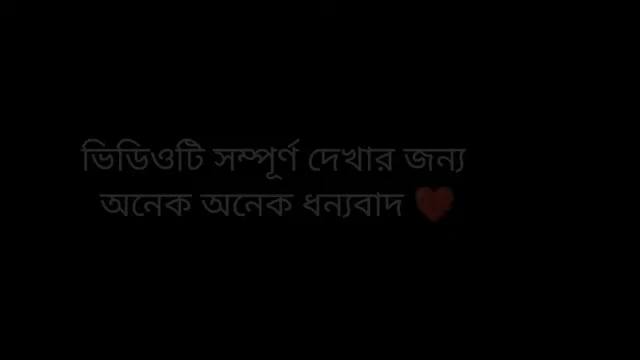 ভিডিওটি সম্পূর্ণ দেখার জন্য
অনেক অনেক ধন্যবাদ ❤️